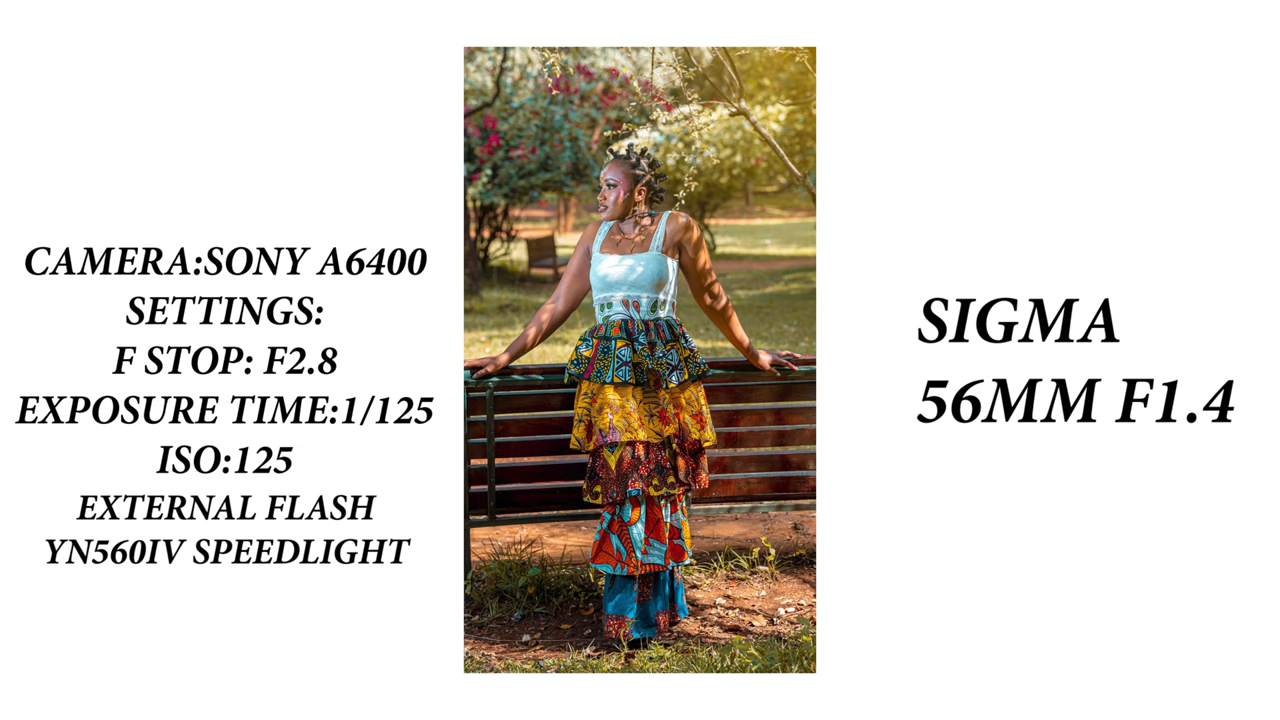 CAMERA:SONY A6400
SETTINGS:
F STOP: F2.8
EXPOSURE TIME:1/125
ISO:125
EXTERNAL FLASH
YN560IV SPEEDLIGHT
SIGMA
56MM F1.4